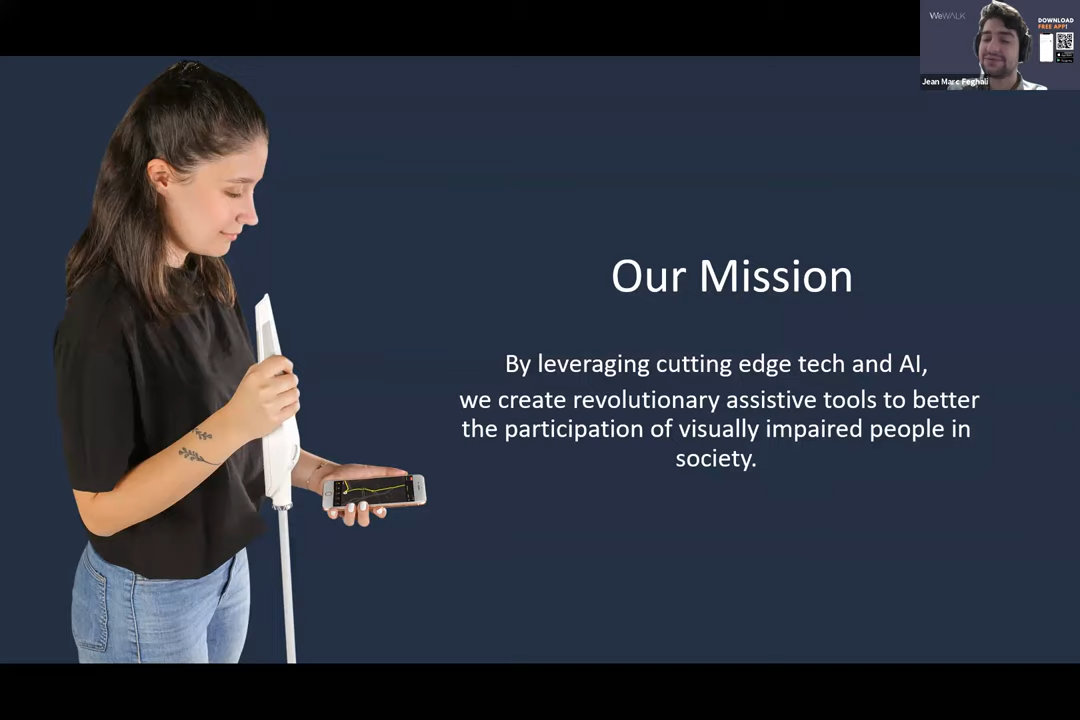 WeWALK
DOWNLOAD
FREE APP!
Jean Marc Feghali
Our Mission
By leveraging cutting edge tech and AI,
we create revolutionary assistive tools to better
the participation of visually impaired people in
society.